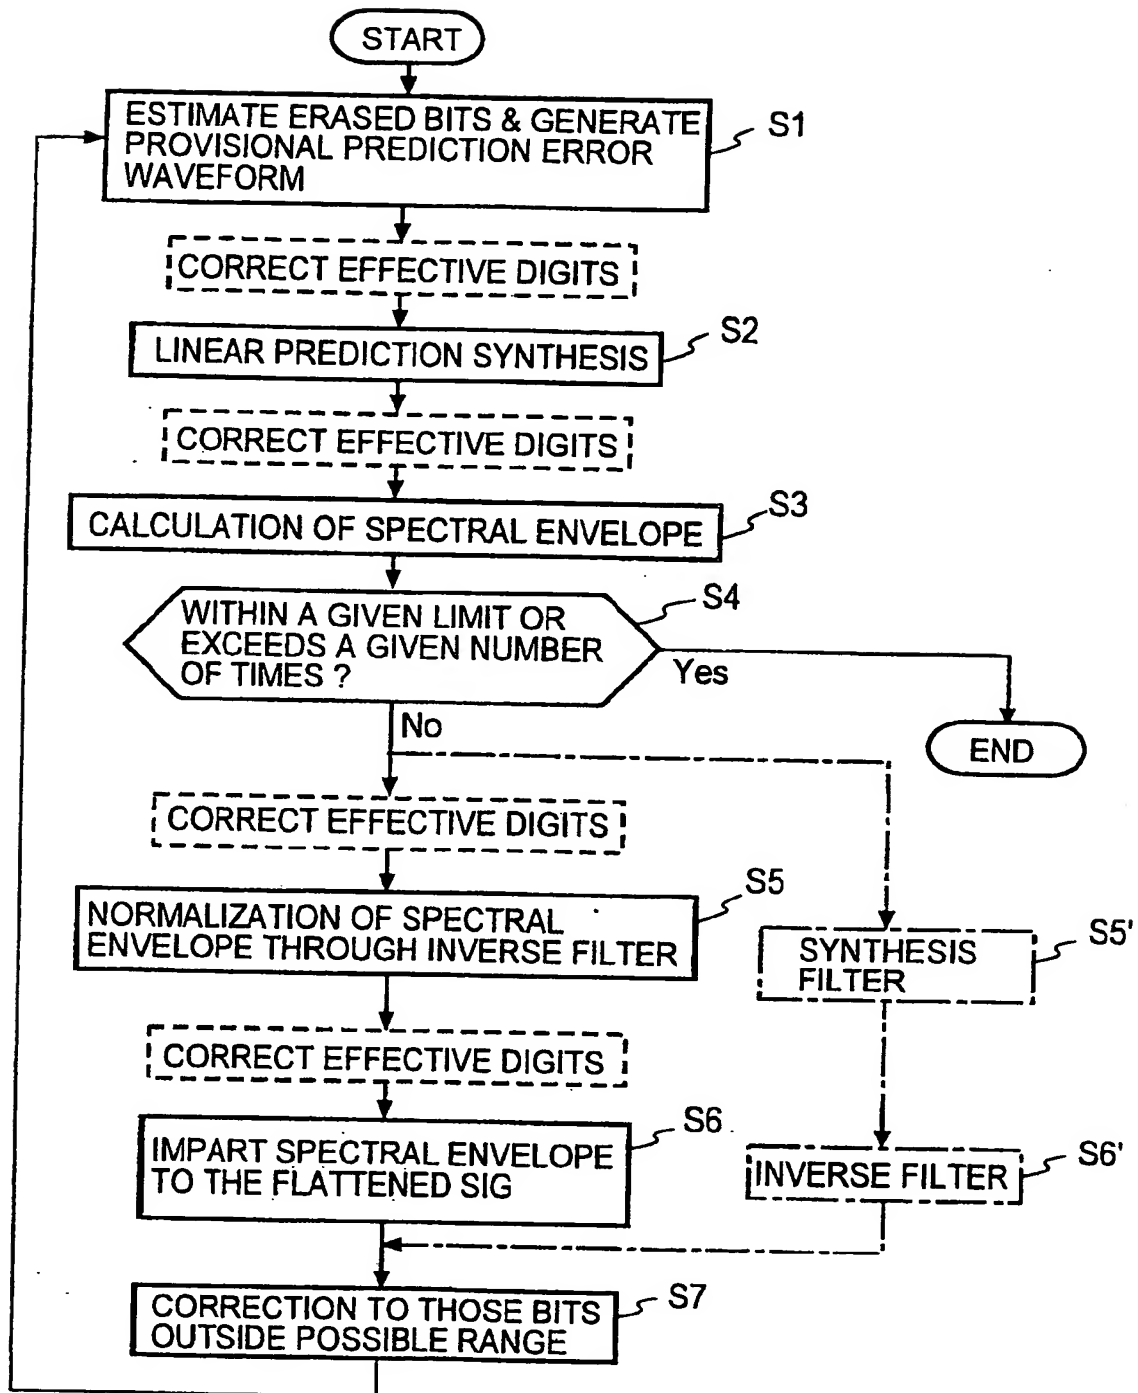 START
ESTIMATE ERASED BITS & GENERATE
PROVISIONAL PREDICTION ERROR
WAVEFORM
S1
CORRECT EFFECTIVE DIGITS
LINEAR PREDICTION SYNTHESIS
S2
CORRECT EFFECTIVE DIGITS
CALCULATION OF SPECTRAL ENVELOPE
S3
WITHIN A GIVEN LIMIT OR
EXCEEDS A GIVEN NUMBER
OF TIMES ?
S4
Yes
No
END
CORRECT EFFECTIVE DIGITS
NORMALIZATION OF SPECTRAL
ENVELOPE THROUGH INVERSE FILTER
S5
SYNTHESIS
FILTER
S5'
CORRECT EFFECTIVE DIGITS
IMPART SPECTRAL ENVELOPE
TO THE FLATTENED SIG
S6
INVERSE FILTER
S6'
CORRECTION TO THOSE BITS
OUTSIDE POSSIBLE RANGE
S7